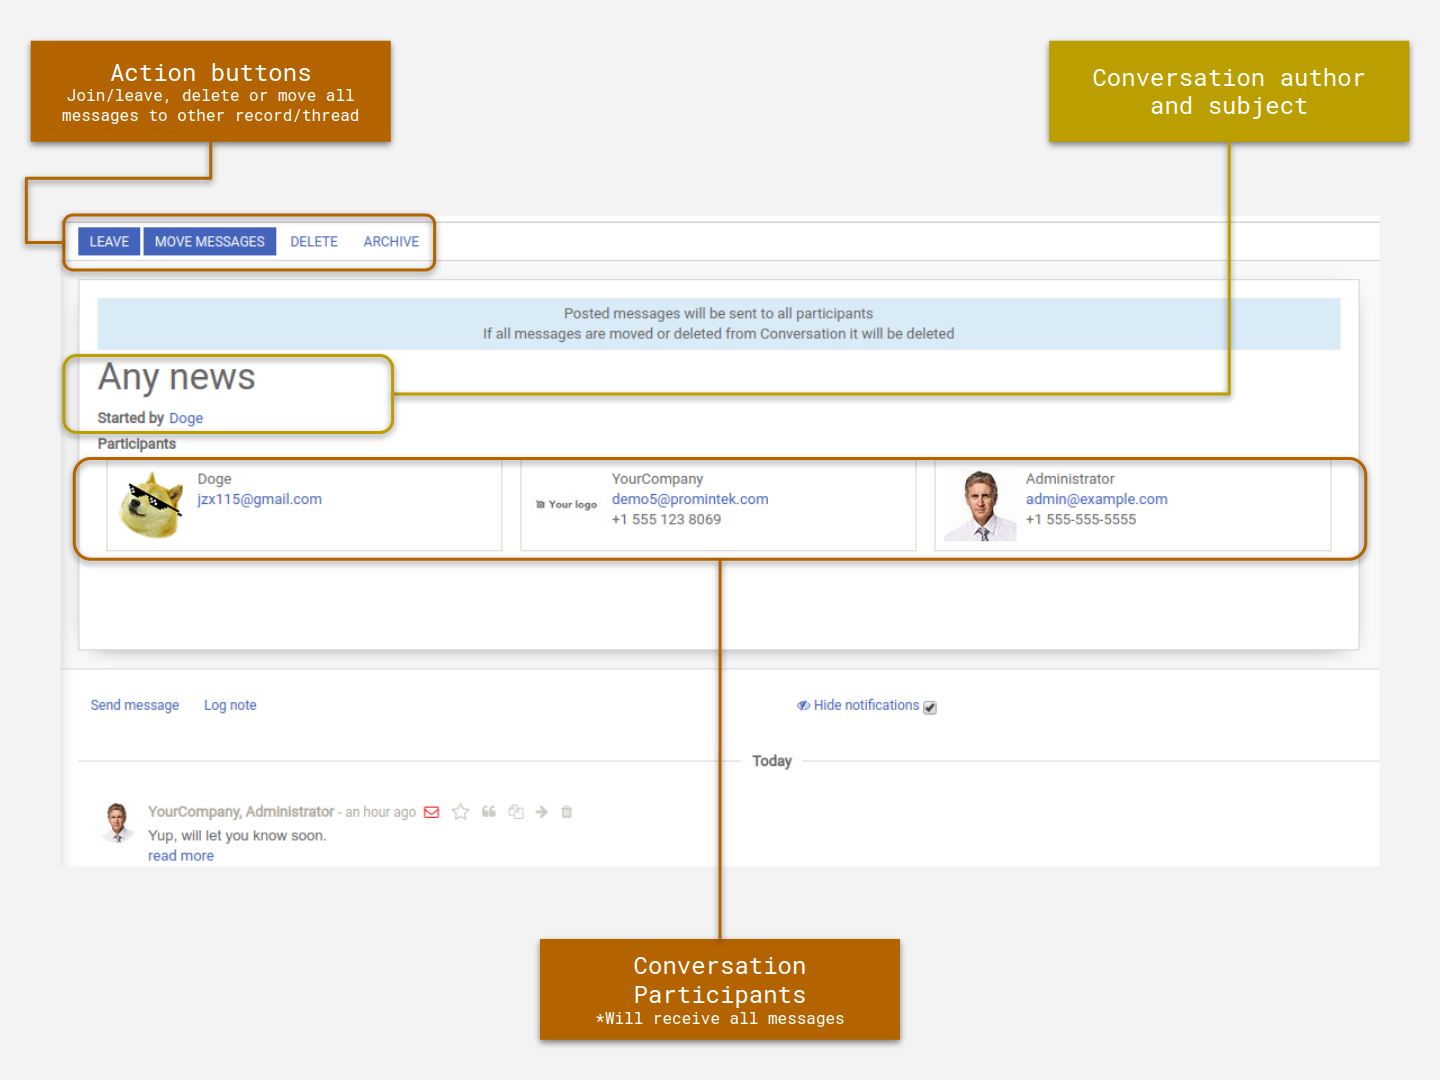 Action buttons
Join/leave, delete or move all
messages to other record/thread
Conversation author
and subject
LEAVE MOVE MESSAGES DELETE ARCHIVE
Posted messages will be sent to all participants
If all messages are moved or deleted from Conversation it will be deleted
Any news
Started by Doge
Participants
Doge
jzx115@gmail.com
Your logo
YourCompany
demo5@promintek.com
+1 555 123 8069
Administrator
admin@example.com
+1 555-555-5555
Send message Log note Hide notifications
Today
YourCompany, Administrator - an hour ago
Yup, will let you know soon.
read more
Conversation
Participants
*Will receive all messages